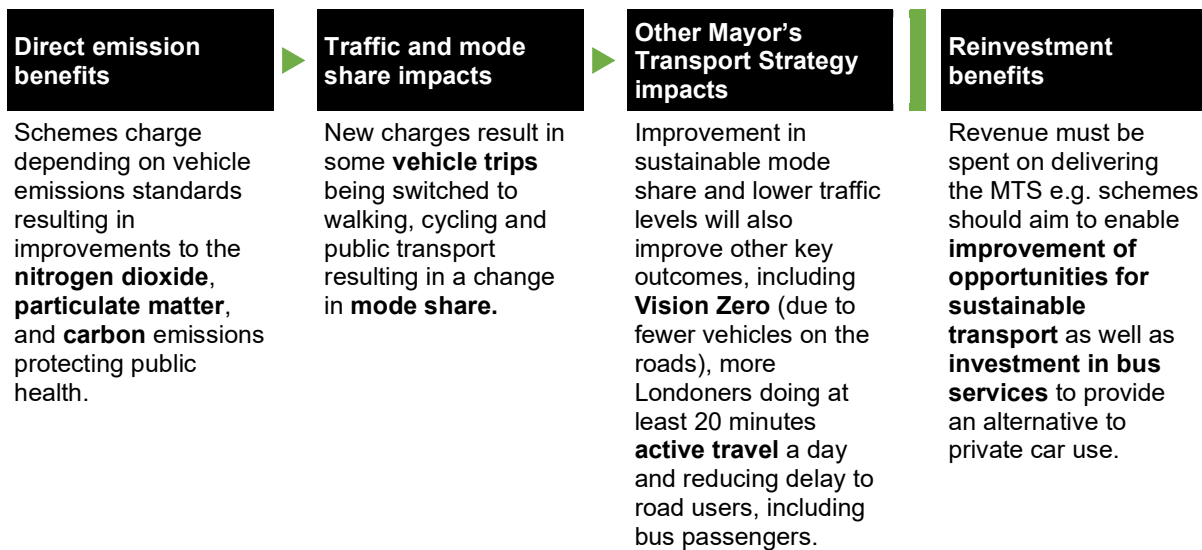 Direct emission
benefits
Schemes charge
depending on vehicle
emissions standards
resulting in
improvements to the
nitrogen dioxide,
particulate matter,
and carbon emissions
protecting public
health.
Traffic and mode
share impacts
New charges result in
some vehicle trips
being switched to
walking, cycling and
public transport
resulting in a change
in mode share.
Other Mayor's
Transport Strategy
impacts
Improvement in
sustainable mode
share and lower traffic
levels will also
improve other key
outcomes, including
Vision Zero (due to
fewer vehicles on the
roads), more
Londoners doing at
least 20 minutes
active travel a day
and reducing delay to
road users, including
bus passengers.
Reinvestment
benefits
Revenue must be
spent on delivering
the MTS e.g. schemes
should aim to enable
improvement of
opportunities for
sustainable
transport as well as
investment in bus
services to provide
an alternative to
private car use.